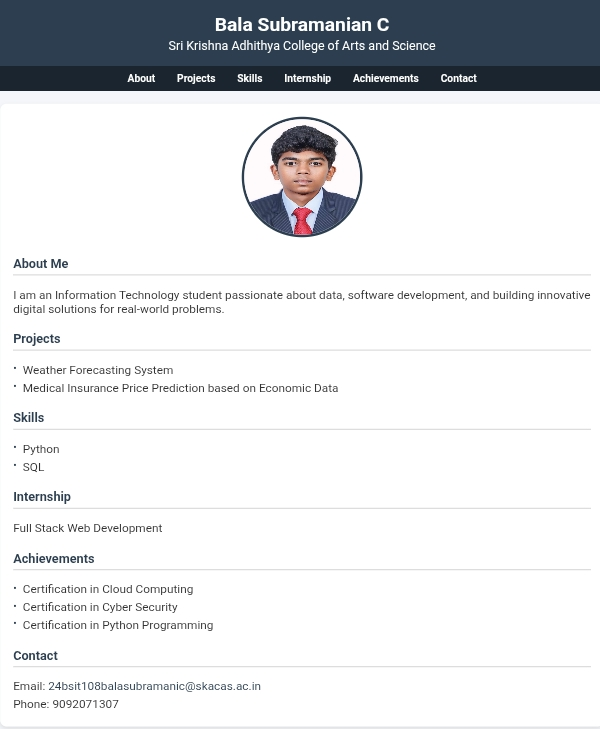 Bala Subramanian C
Sri Krishna Adhithya College of Arts and Science
About Projects Skills Internship Achievements Contact
About Me
I am an Information Technology student passionate about data, software development, and building innovative
digital solutions for real-world problems.
Projects
• Weather Forecasting System
• Medical Insurance Price Prediction based on Economic Data
Skills
• Python
• SQL
Internship
Full Stack Web Development
Achievements
• Certification in Cloud Computing
• Certification in Cyber Security
• Certification in Python Programming
Contact
Email: 24bsit108balasubramanic@skacas.ac.in
Phone: 9092071307